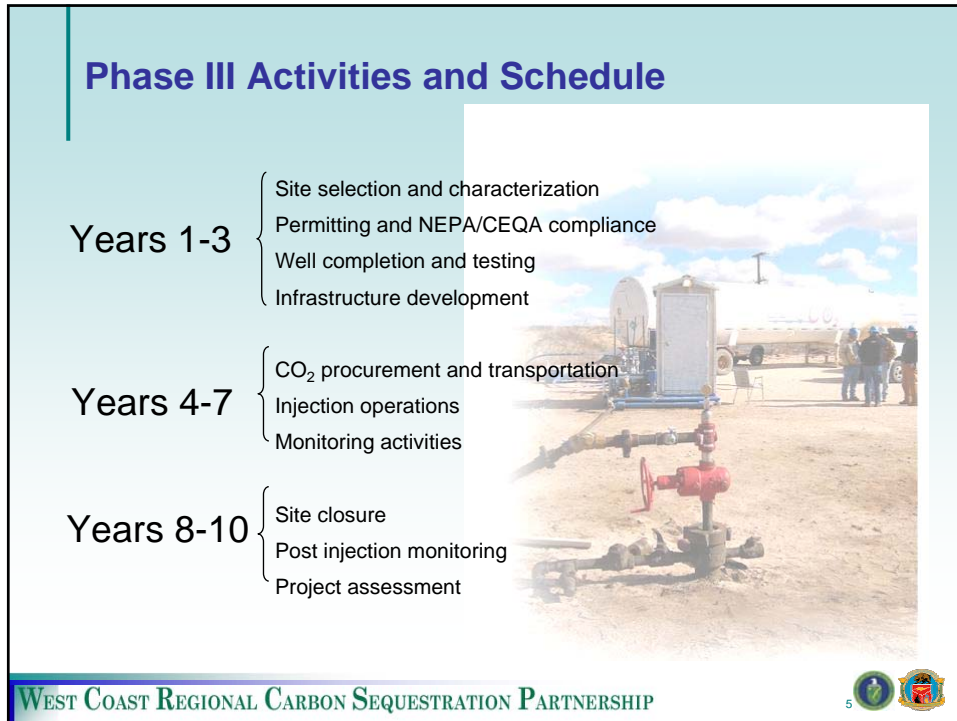 Phase III Activities and Schedule
Years 1-3
Site selection and characterization
Permitting and NEPA/CEQA compliance
Well completion and testing
Infrastructure development
Years 4-7
CO₂ procurement and transportation
Injection operations
Monitoring activities
Years 8-10
Site closure
Post injection monitoring
Project assessment
WEST COAST REGIONAL CARBON SEQUESTRATION PARTNERSHIP
5